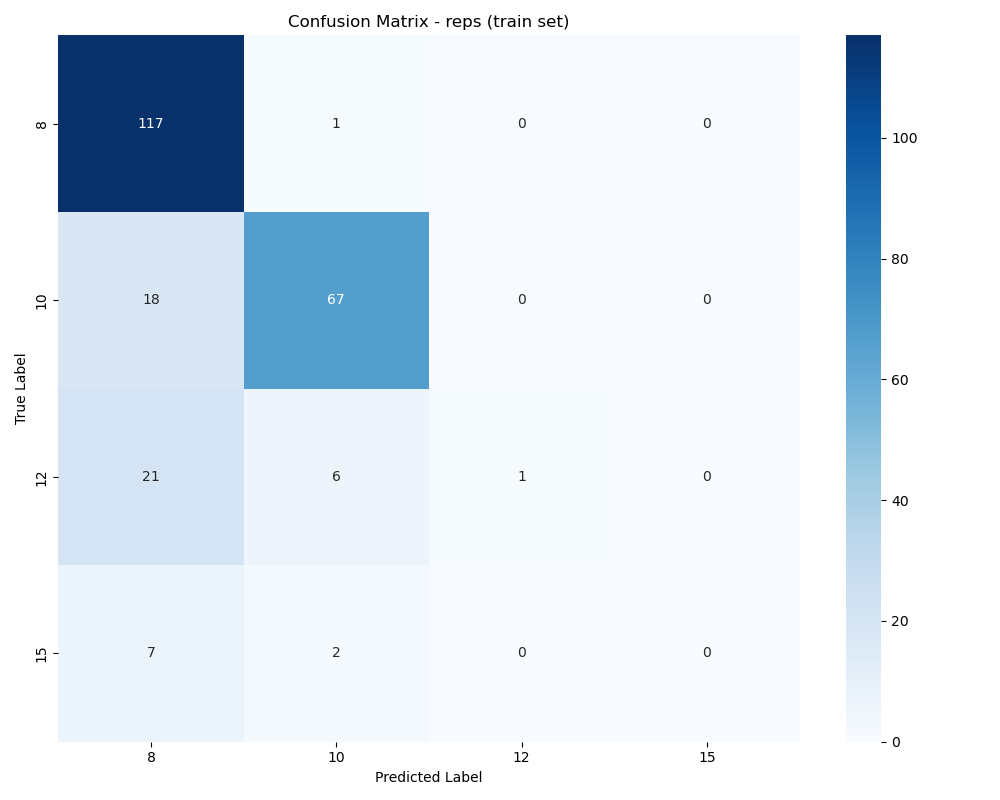 Confusion Matrix - reps (train set)
8 117 1 0 0
10 18 67 0 0
12 21 6 1 0
15 7 2 0 0
True Label
8 10 12 15
Predicted Label
100
80
60
40
20
0